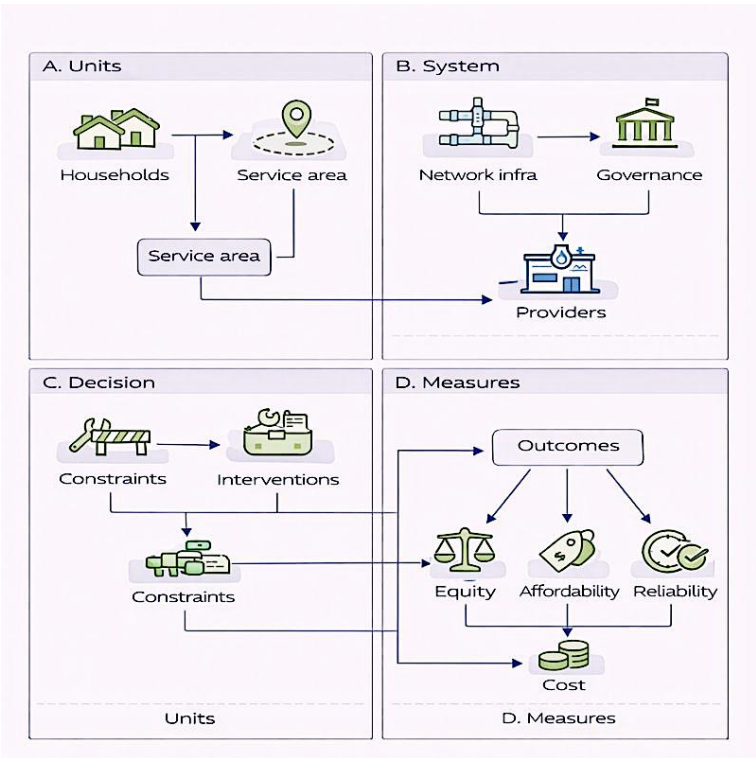 A. Units
Households
Service area
Service area
B. System
Network infra
Governance
Providers
C. Decision
Constraints
Interventions
Constraints
Units
D. Measures
Outcomes
Equity
Affordability
Reliability
Cost
D. Measures